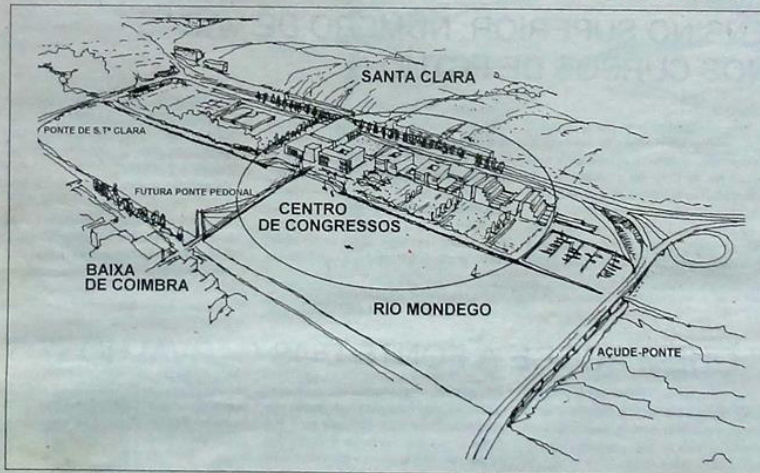 SANTA CLARA
PONTE DE S.Tª CLARA
FUTURA PONTE PEDONAL
CENTRO
DE CONGRESSOS
BAIXA
DE COIMBRA
RIO MONDEGO
AÇUDE-PONTE